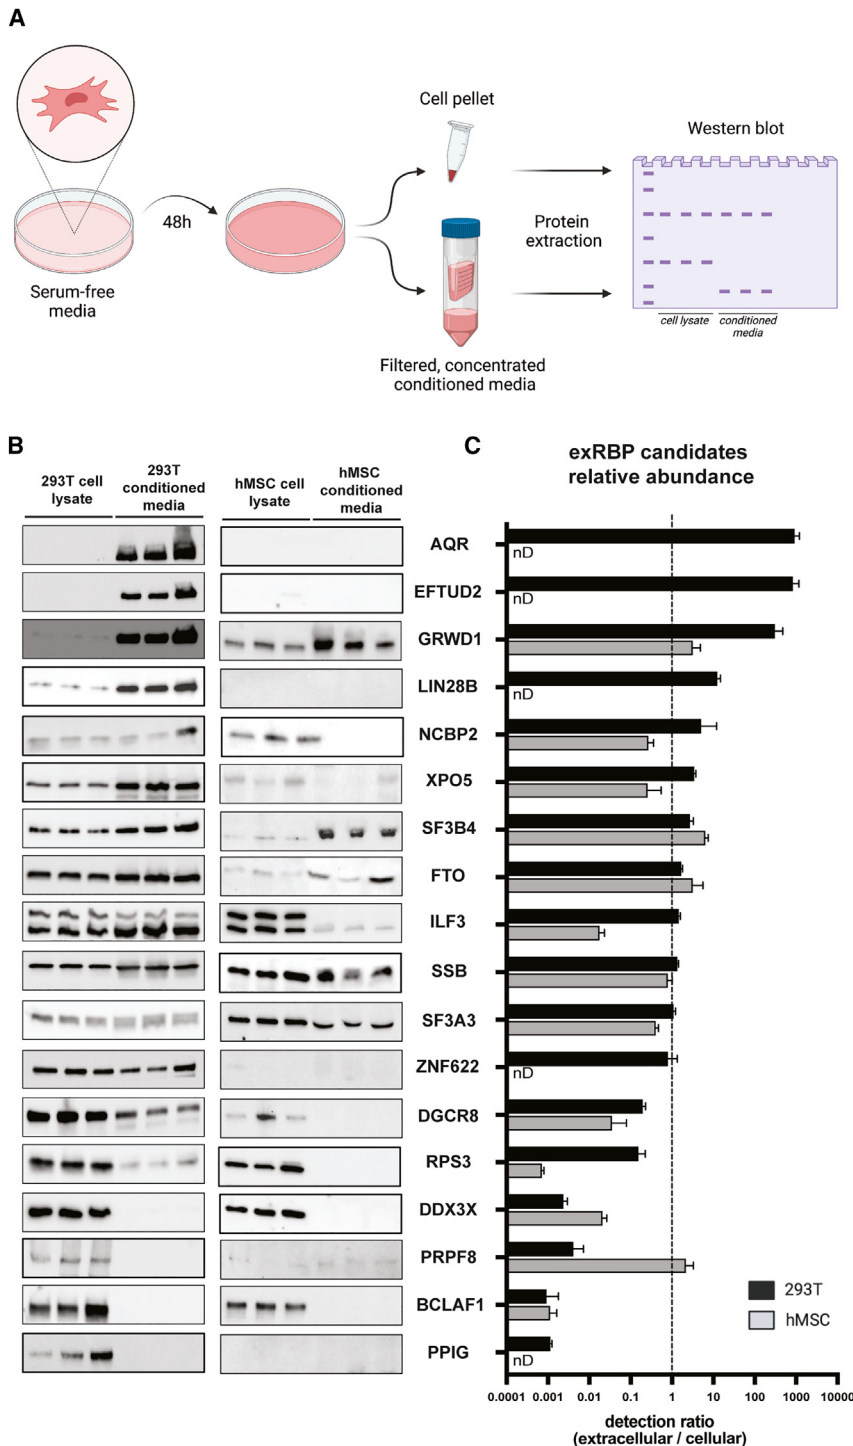 A
Cell pellet
Western blot
48h
Protein
extraction
Serum-free
media
cell lysate
conditioned
media
Filtered, concentrated
conditioned media
B
293T cell
lysate
293T
conditioned
media
hMSC cell
lysate
hMSC
conditioned
media
C
exRBP candidates
relative abundance
AQR
nD
EFTUD2
nD
GRWD1
LIN28B
nD
NCBP2
XPO5
SF3B4
FTO
ILF3
SSB
SF3A3
ZNF622
nD
DGCR8
RPS3
DDX3X
PRPF8
BCLAF1
PPIG
nD
293T
hMSC
0.0001 0.001 0.01 0.1 1 10 100 1000 10000
detection ratio
(extracellular / cellular)